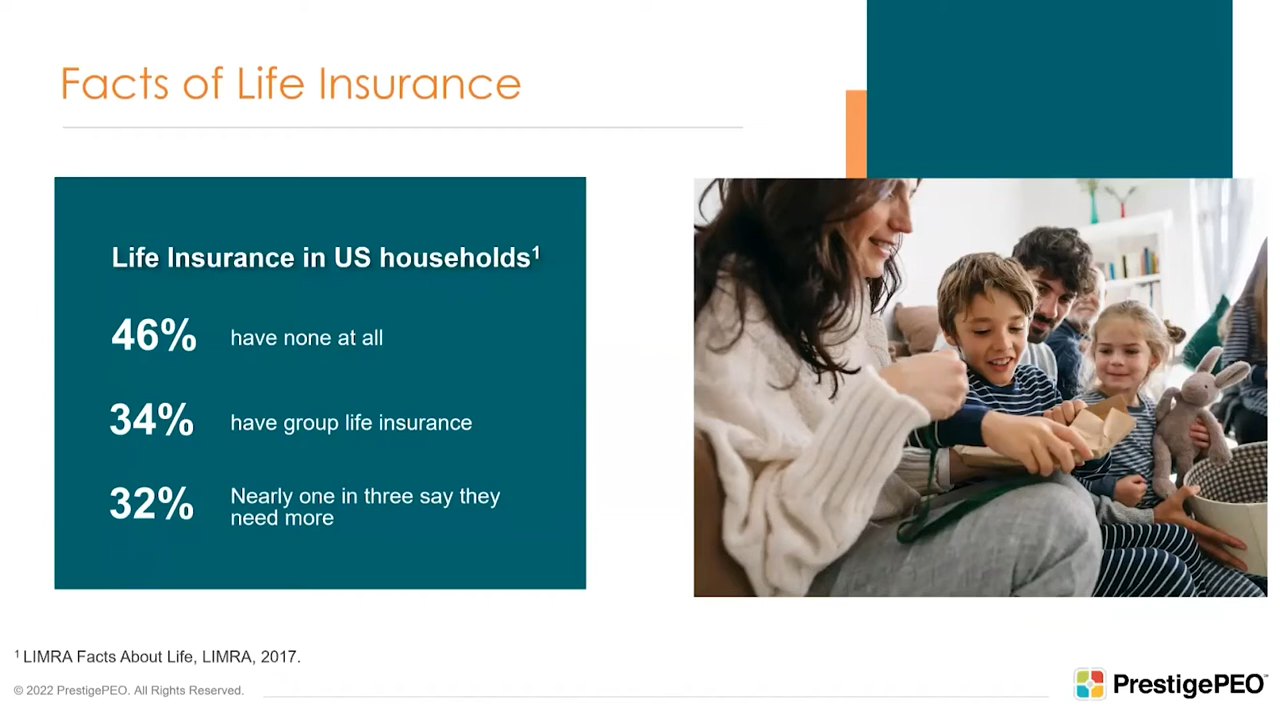 Facts of Life Insurance
Life Insurance in US households¹
46% have none at all
34% have group life insurance
32% Nearly one in three say they
need more
¹ LIMRA Facts About Life, LIMRA, 2017.
© 2022 PrestigePEO. All Rights Reserved.
PrestigePEO™